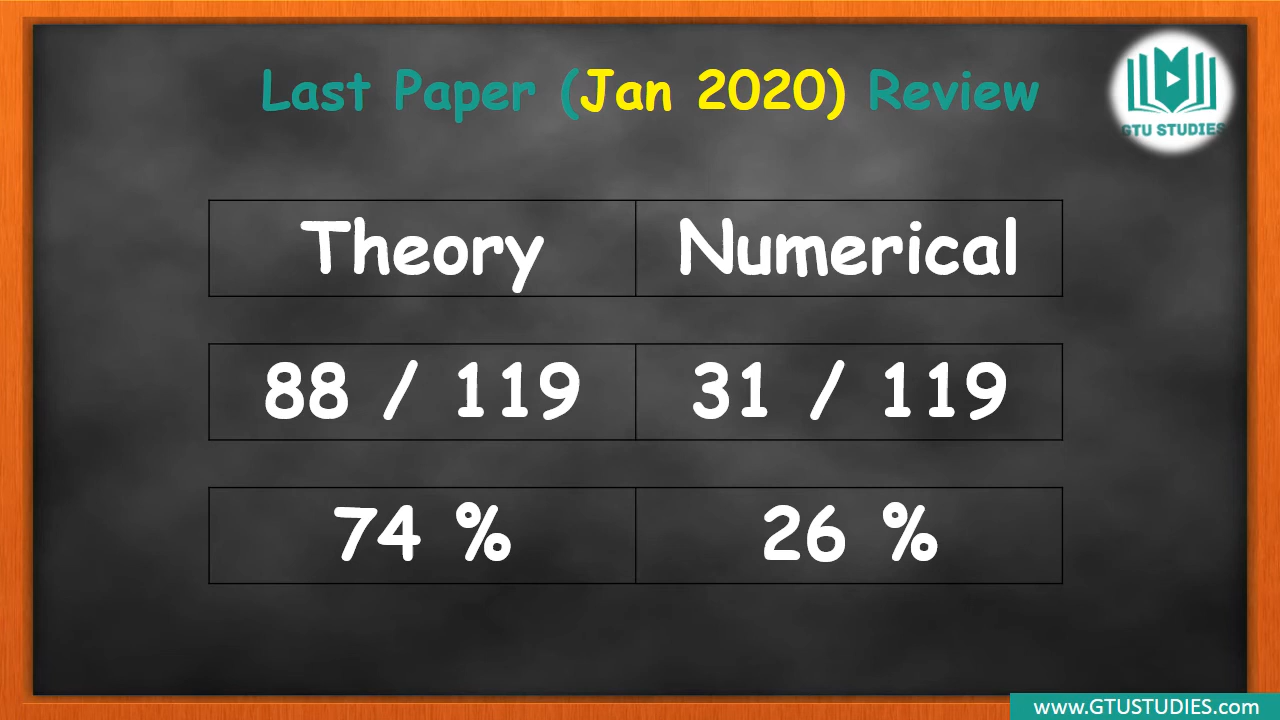 Last Paper (Jan 2020) Review
GTU STUDIES
Theory Numerical
88 / 119 31 / 119
74 % 26 %
www.GTUSTUDIES.com